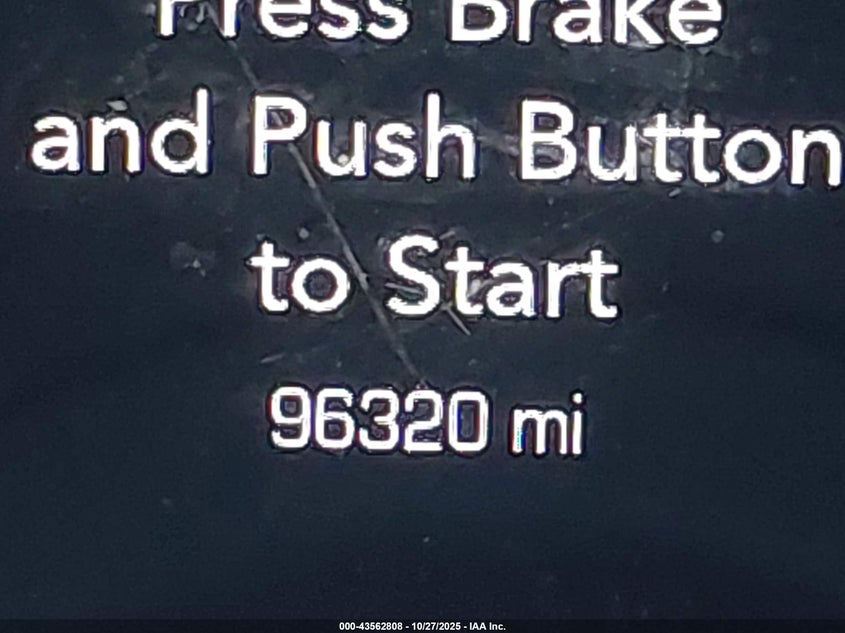 Press Brake
and Push Button
to Start
96320 mi
000-43562808 - 10/27/2025 - IAA Inc.